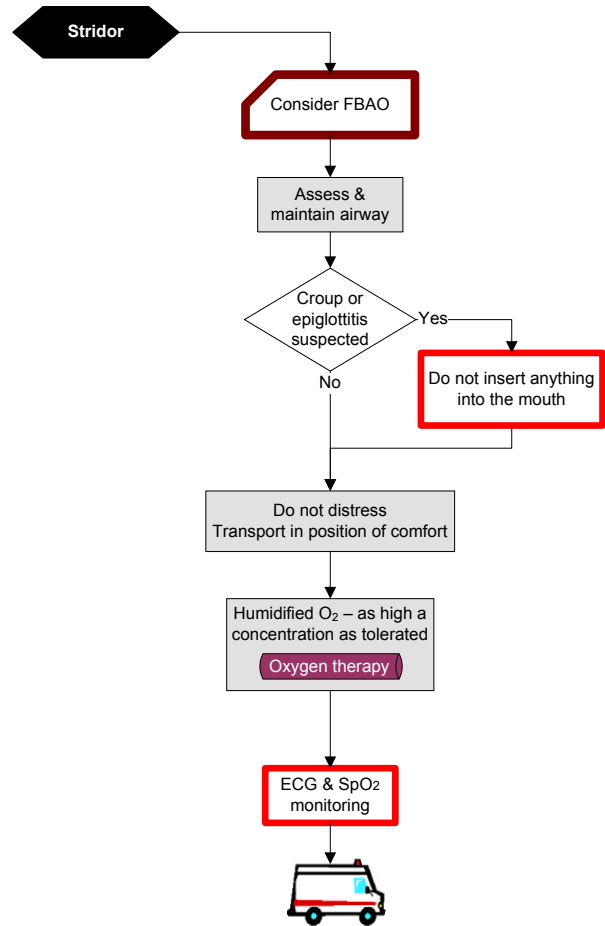 Stridor
Consider FBAO
Assess &
maintain airway
Croup or
epiglottitis
suspected
Yes
No
Do not insert anything
into the mouth
Do not distress
Transport in position of comfort
Humidified O₂ – as high a
concentration as tolerated
Oxygen therapy
ECG & SpO₂
monitoring